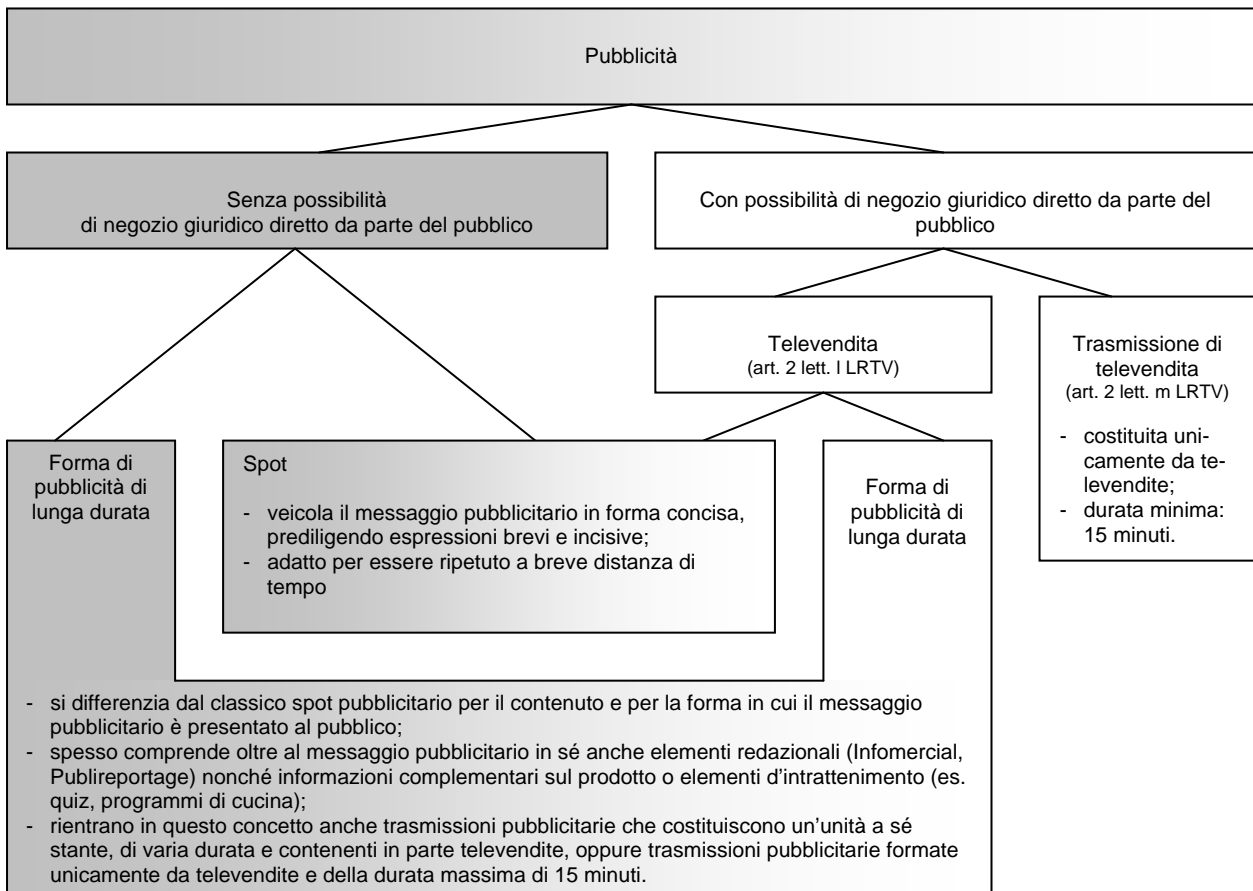 Pubblicità
Senza possibilità
di negozio giuridico diretto da parte del pubblico
Con possibilità di negozio giuridico diretto da parte del
pubblico
Televendita
(art. 2 lett. l LRTV)
Trasmissione di
televendita
(art. 2 lett. m LRTV)
- costituita uni-
camente da te-
levendite;
- durata minima:
15 minuti.
Forma di
pubblicità di
lunga durata
Spot
- veicola il messaggio pubblicitario in forma concisa,
prediligendo espressioni brevi e incisive;
- adatto per essere ripetuto a breve distanza di
tempo
Forma di
pubblicità di
lunga durata
- si differenzia dal classico spot pubblicitario per il contenuto e per la forma in cui il messaggio
pubblicitario è presentato al pubblico;
- spesso comprende oltre al messaggio pubblicitario in sé anche elementi redazionali (Infomercial,
Publireportage) nonché informazioni complementari sul prodotto o elementi d'intrattenimento (es.
quiz, programmi di cucina);
- rientrano in questo concetto anche trasmissioni pubblicitarie che costituiscono un'unità a sé
stante, di varia durata e contenenti in parte televendite, oppure trasmissioni pubblicitarie formate
unicamente da televendite e della durata massima di 15 minuti.